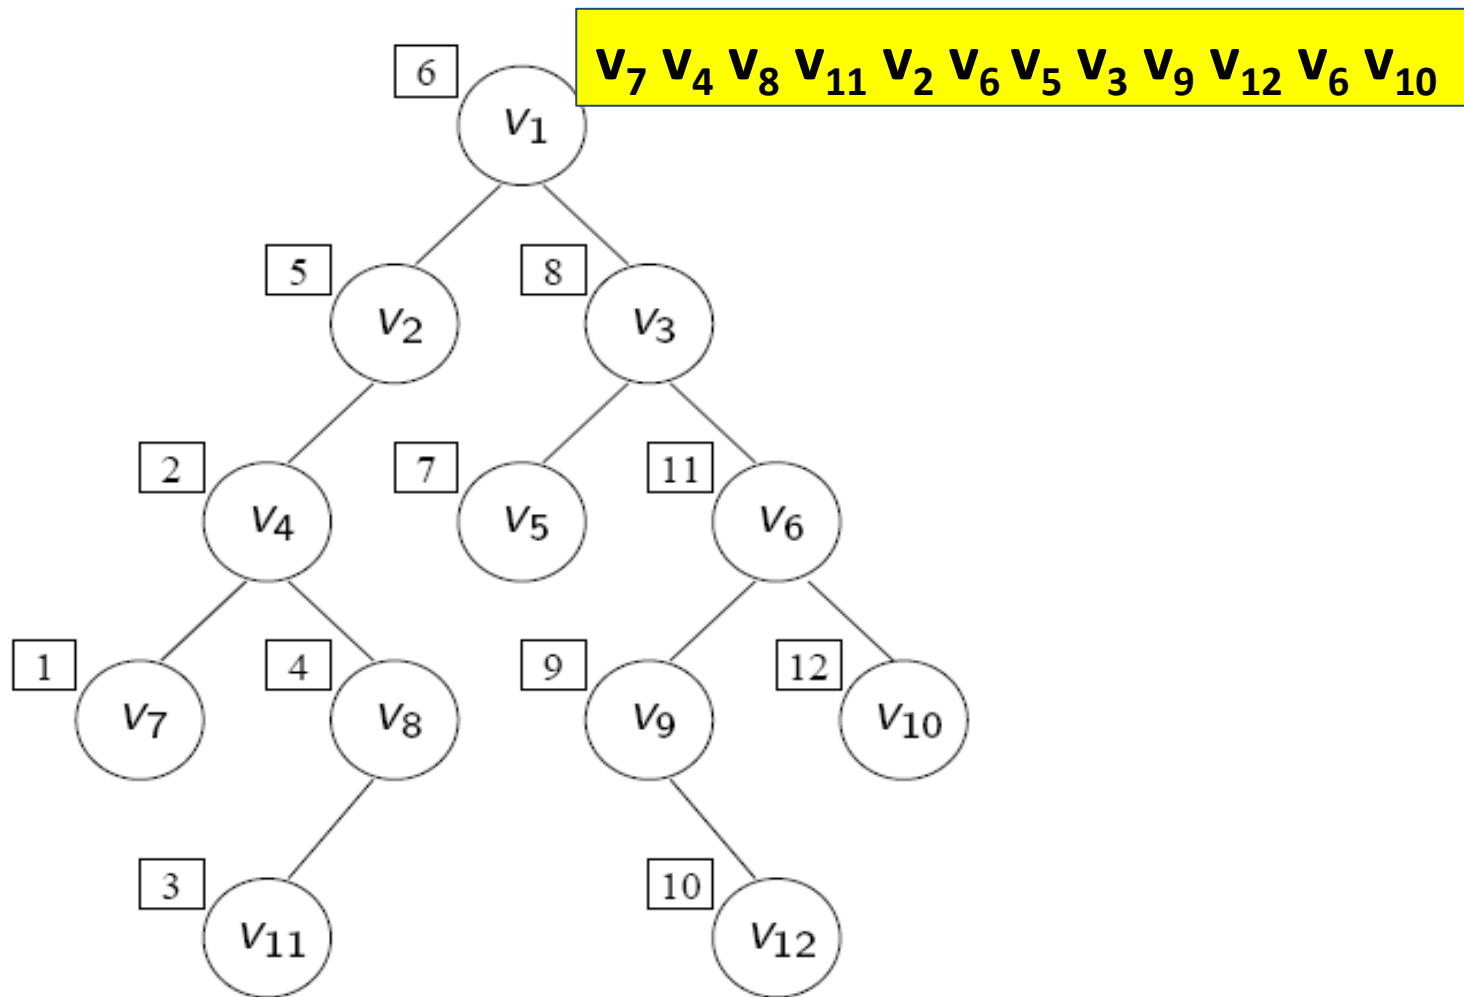 6 v₇ v₄ v₈ v₁₁ v₂ v₆ v₅ v₃ v₉ v₁₂ v₆ v₁₀
v₁
5 8
v₂ v₃
2 7 11
v₄ v₅ v₆
1 4 9 12
v₇ v₈ v₉ v₁₀
3 10
v₁₁ v₁₂